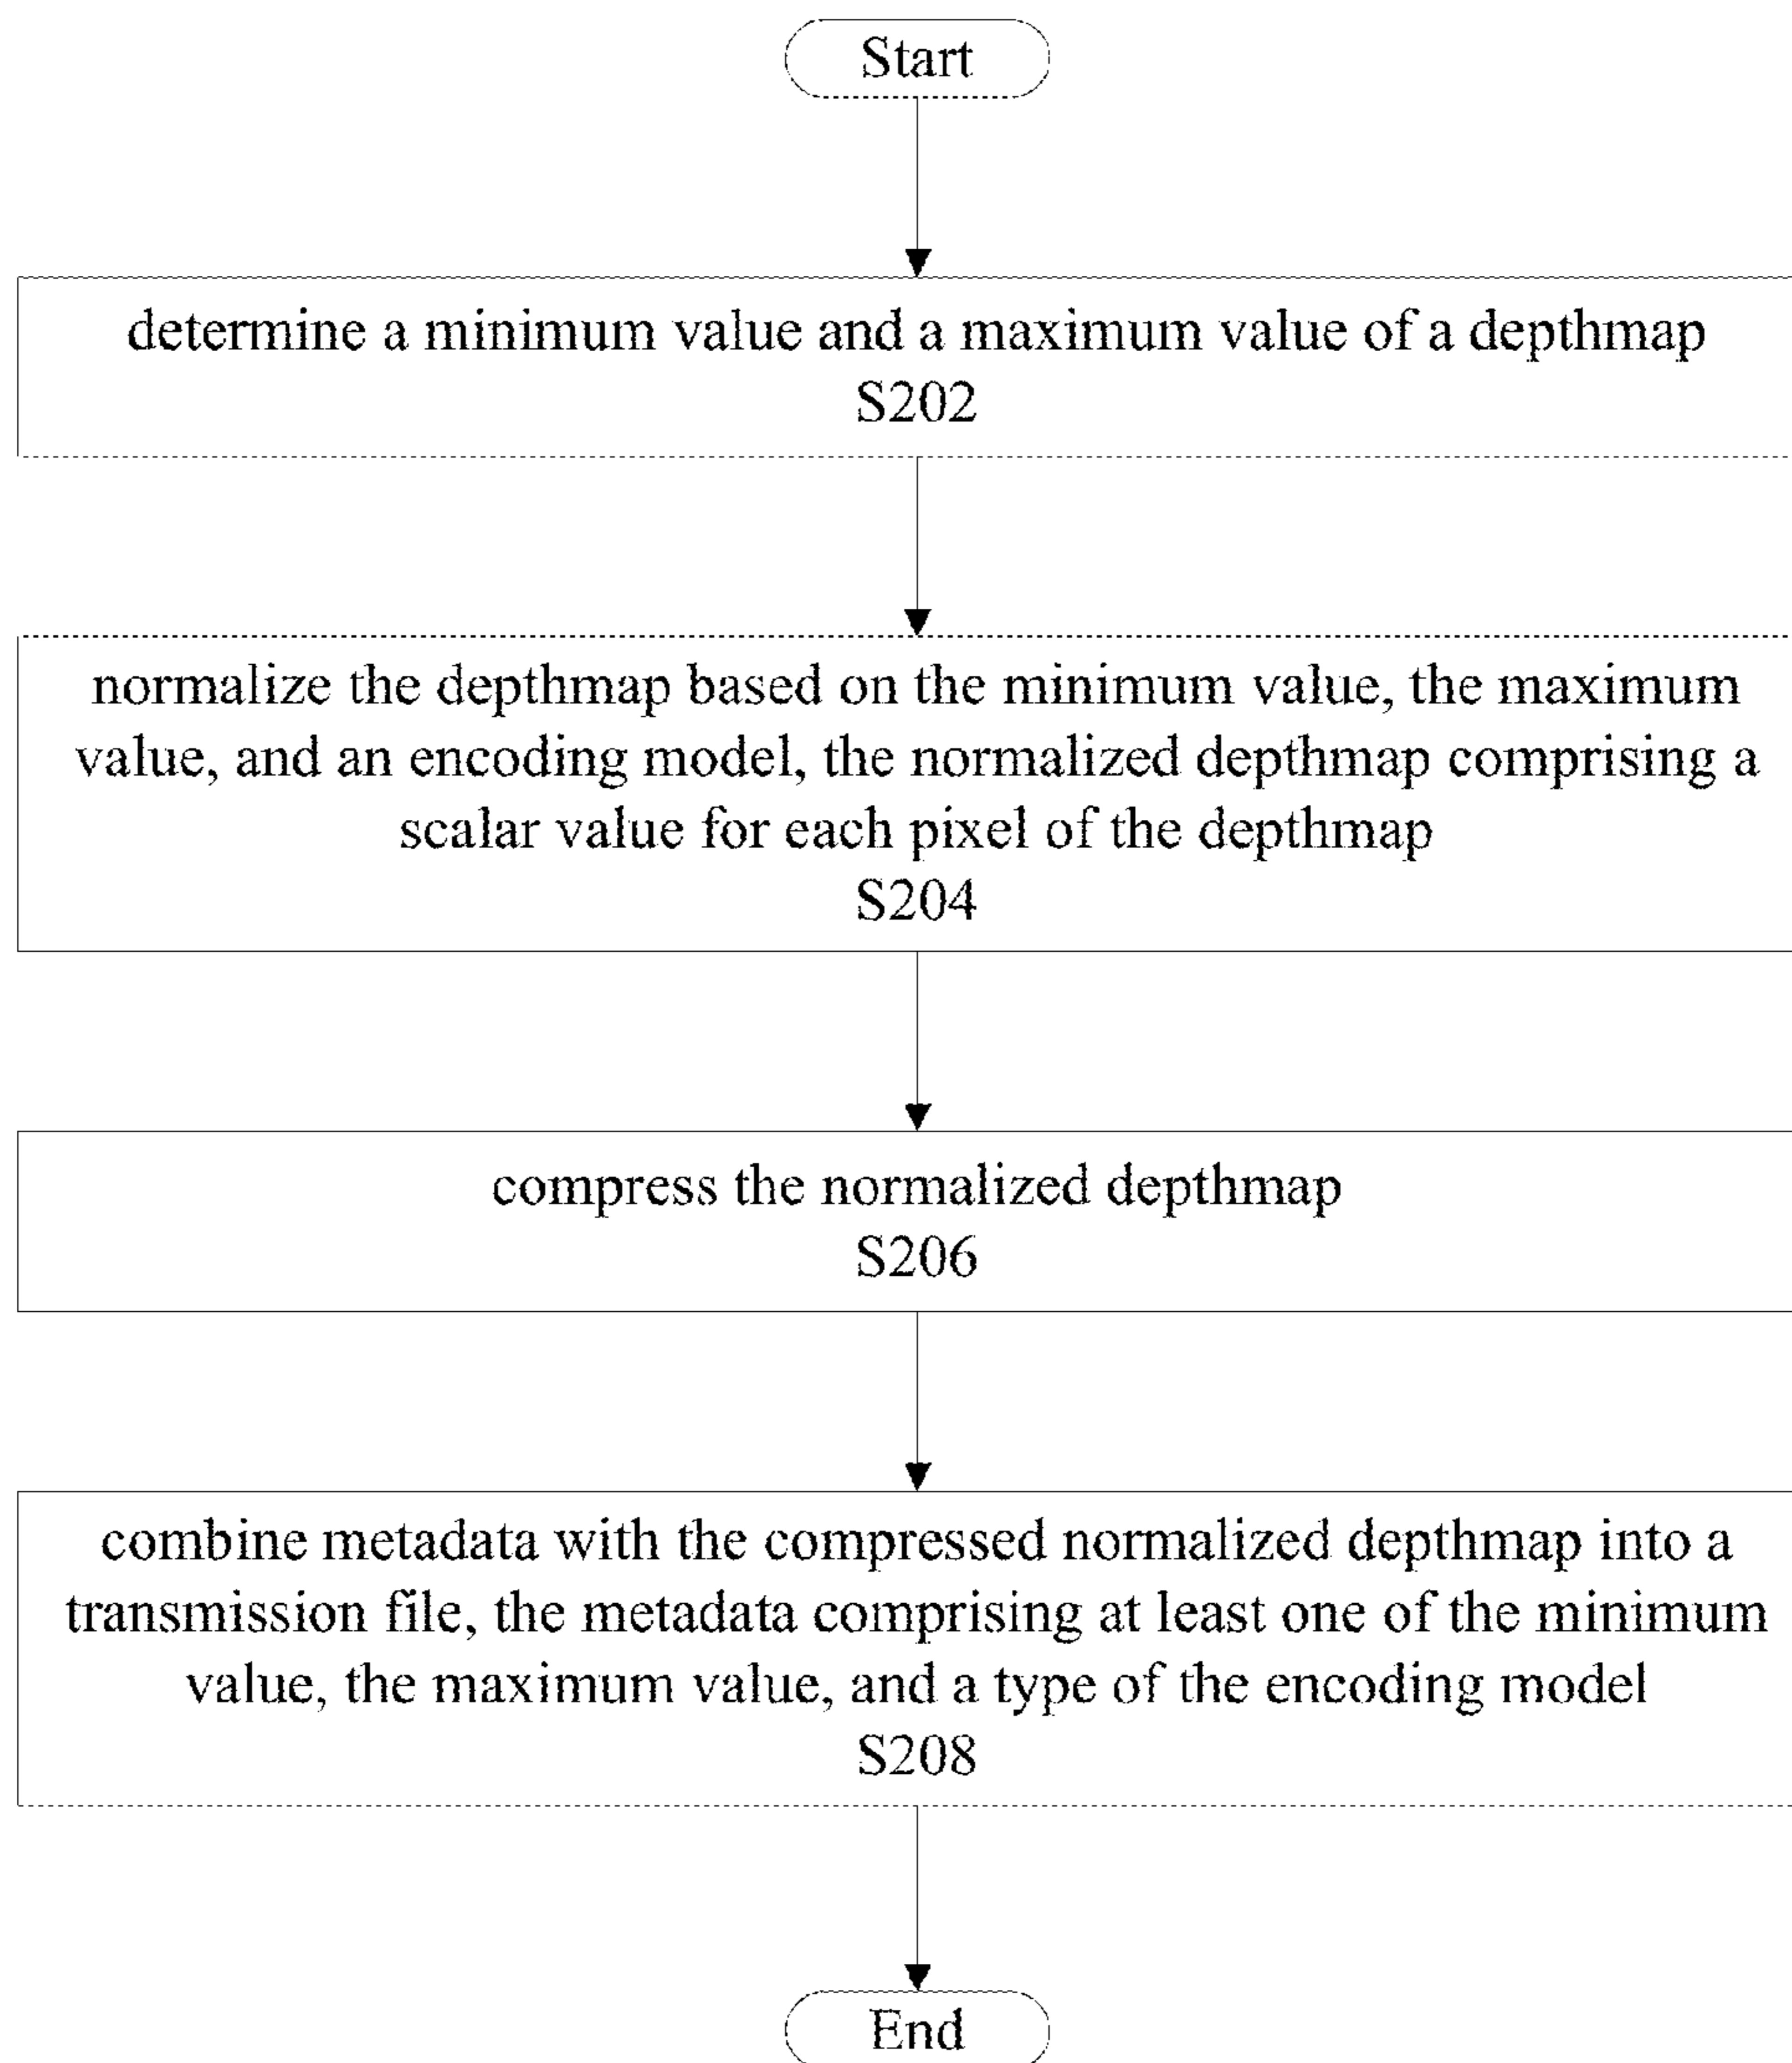 Start
determine a minimum value and a maximum value of a depthmap
S202
normalize the depthmap based on the minimum value, the maximum
value, and an encoding model, the normalized depthmap comprising a
scalar value for each pixel of the depthmap
S204
compress the normalized depthmap
S206
combine metadata with the compressed normalized depthmap into a
transmission file, the metadata comprising at least one of the minimum
value, the maximum value, and a type of the encoding model
S208
End